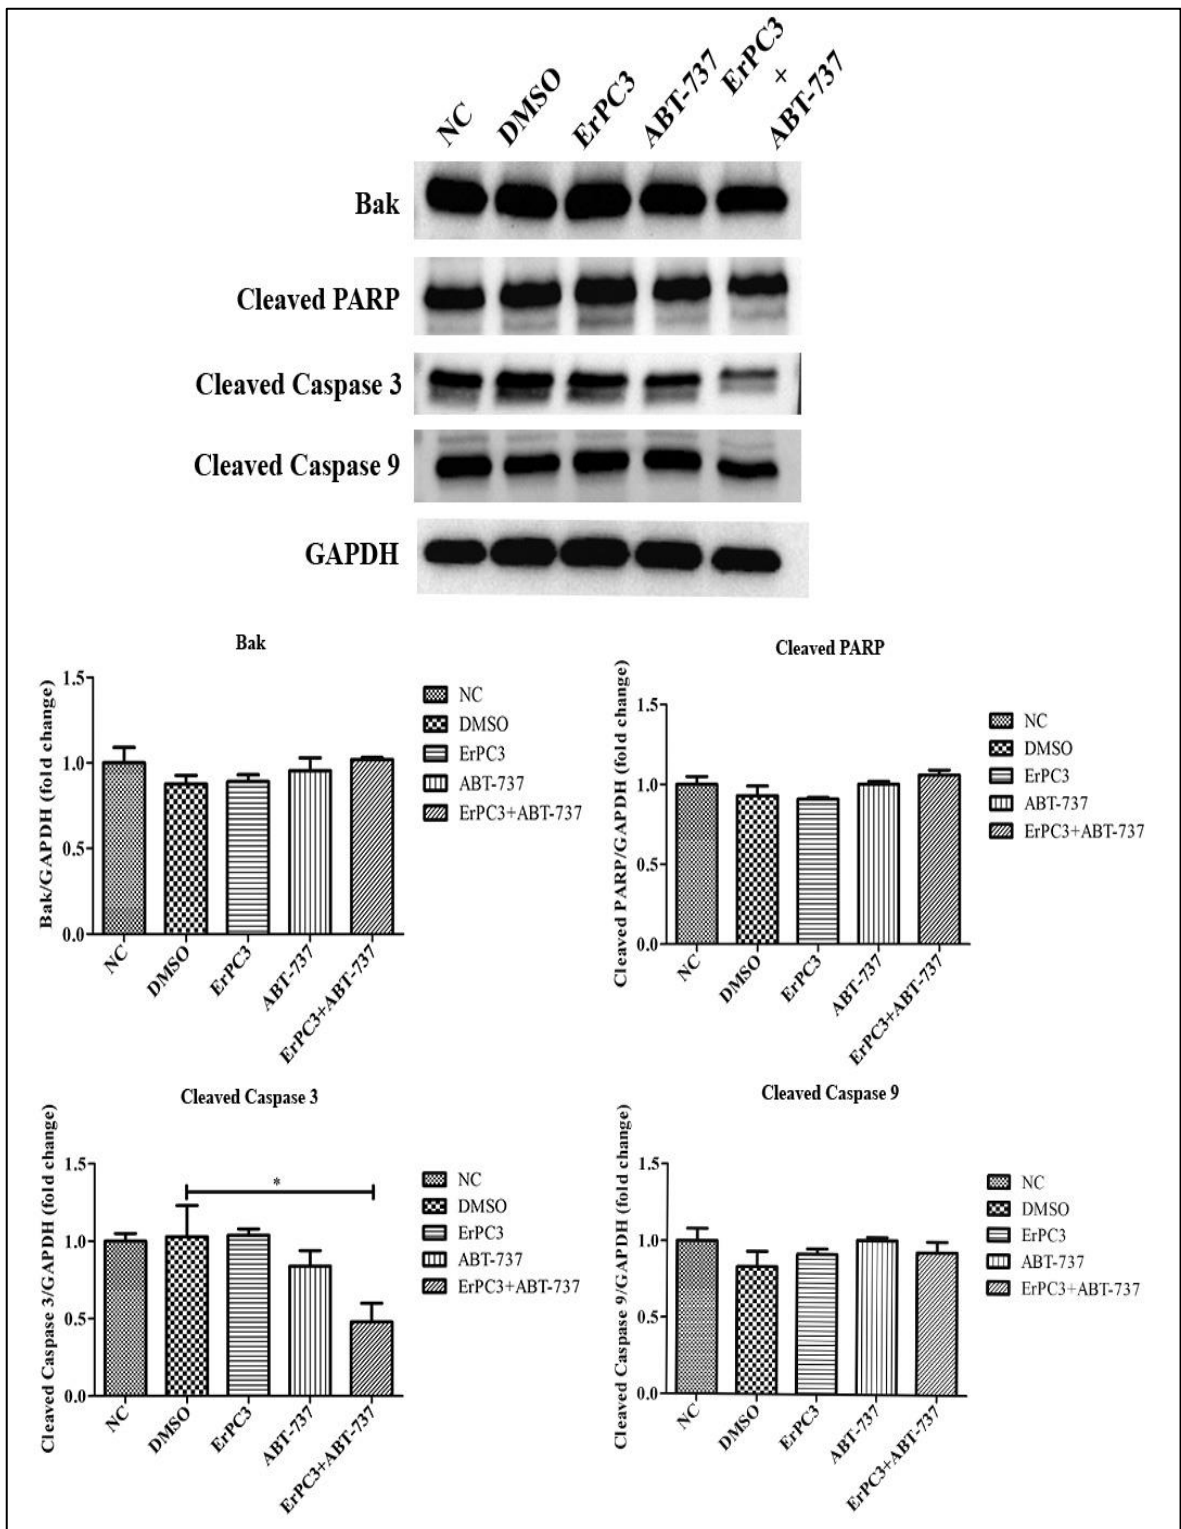 NC
DMSO
ErPC3
ABT-737
ErPC3
+
ABT-737
Bak
Cleaved PARP
Cleaved Caspase 3
Cleaved Caspase 9
GAPDH
Bak
Bak/GAPDH (fold change)
1.5
1.0
0.5
0.0
NC
DMSO
ErPC3
ABT-737
ErPC3+ABT-737
NC
DMSO
ErPC3
ABT-737
ErPC3+ABT-737
Cleaved PARP
Cleaved PARP/GAPDH (fold change)
1.5
1.0
0.5
0.0
NC
DMSO
ErPC3
ABT-737
ErPC3+ABT-737
NC
DMSO
ErPC3
ABT-737
ErPC3+ABT-737
Cleaved Caspase 3
Cleaved Caspase 3/GAPDH (fold change)
1.5
1.0
0.5
0.0
*
NC
DMSO
ErPC3
ABT-737
ErPC3+ABT-737
NC
DMSO
ErPC3
ABT-737
ErPC3+ABT-737
Cleaved Caspase 9
Cleaved Caspase 9/GAPDH (fold change)
1.5
1.0
0.5
0.0
NC
DMSO
ErPC3
ABT-737
ErPC3+ABT-737
NC
DMSO
ErPC3
ABT-737
ErPC3+ABT-737